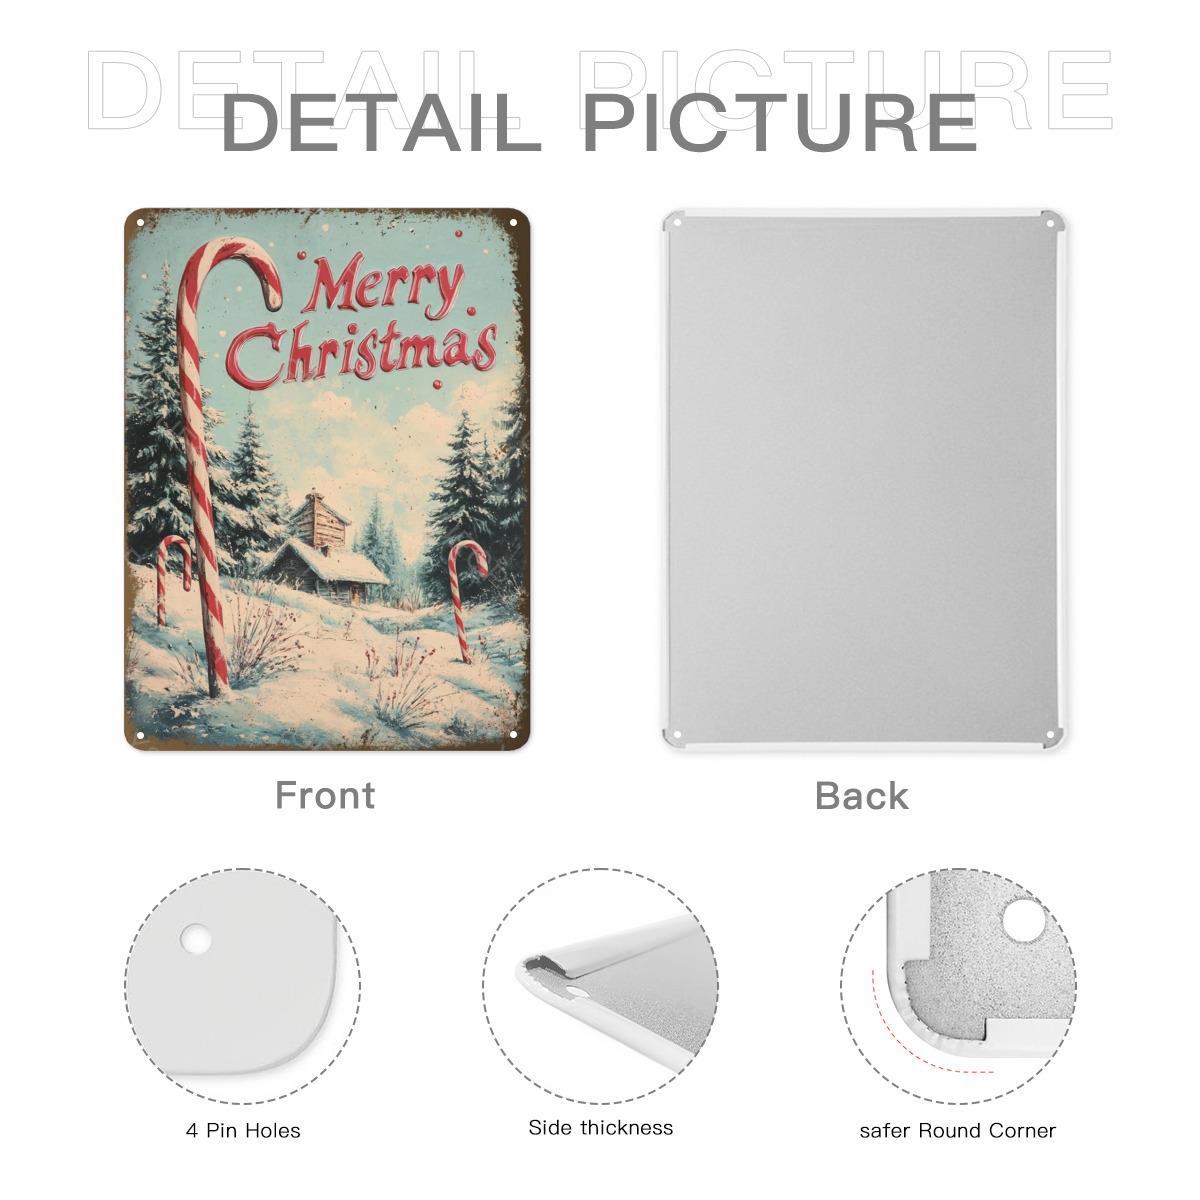 DETAIL PICTURE
DETAIL PICTURE
Merry
Christmas
Front
Back
4 Pin Holes
Side thickness
safer Round Corner